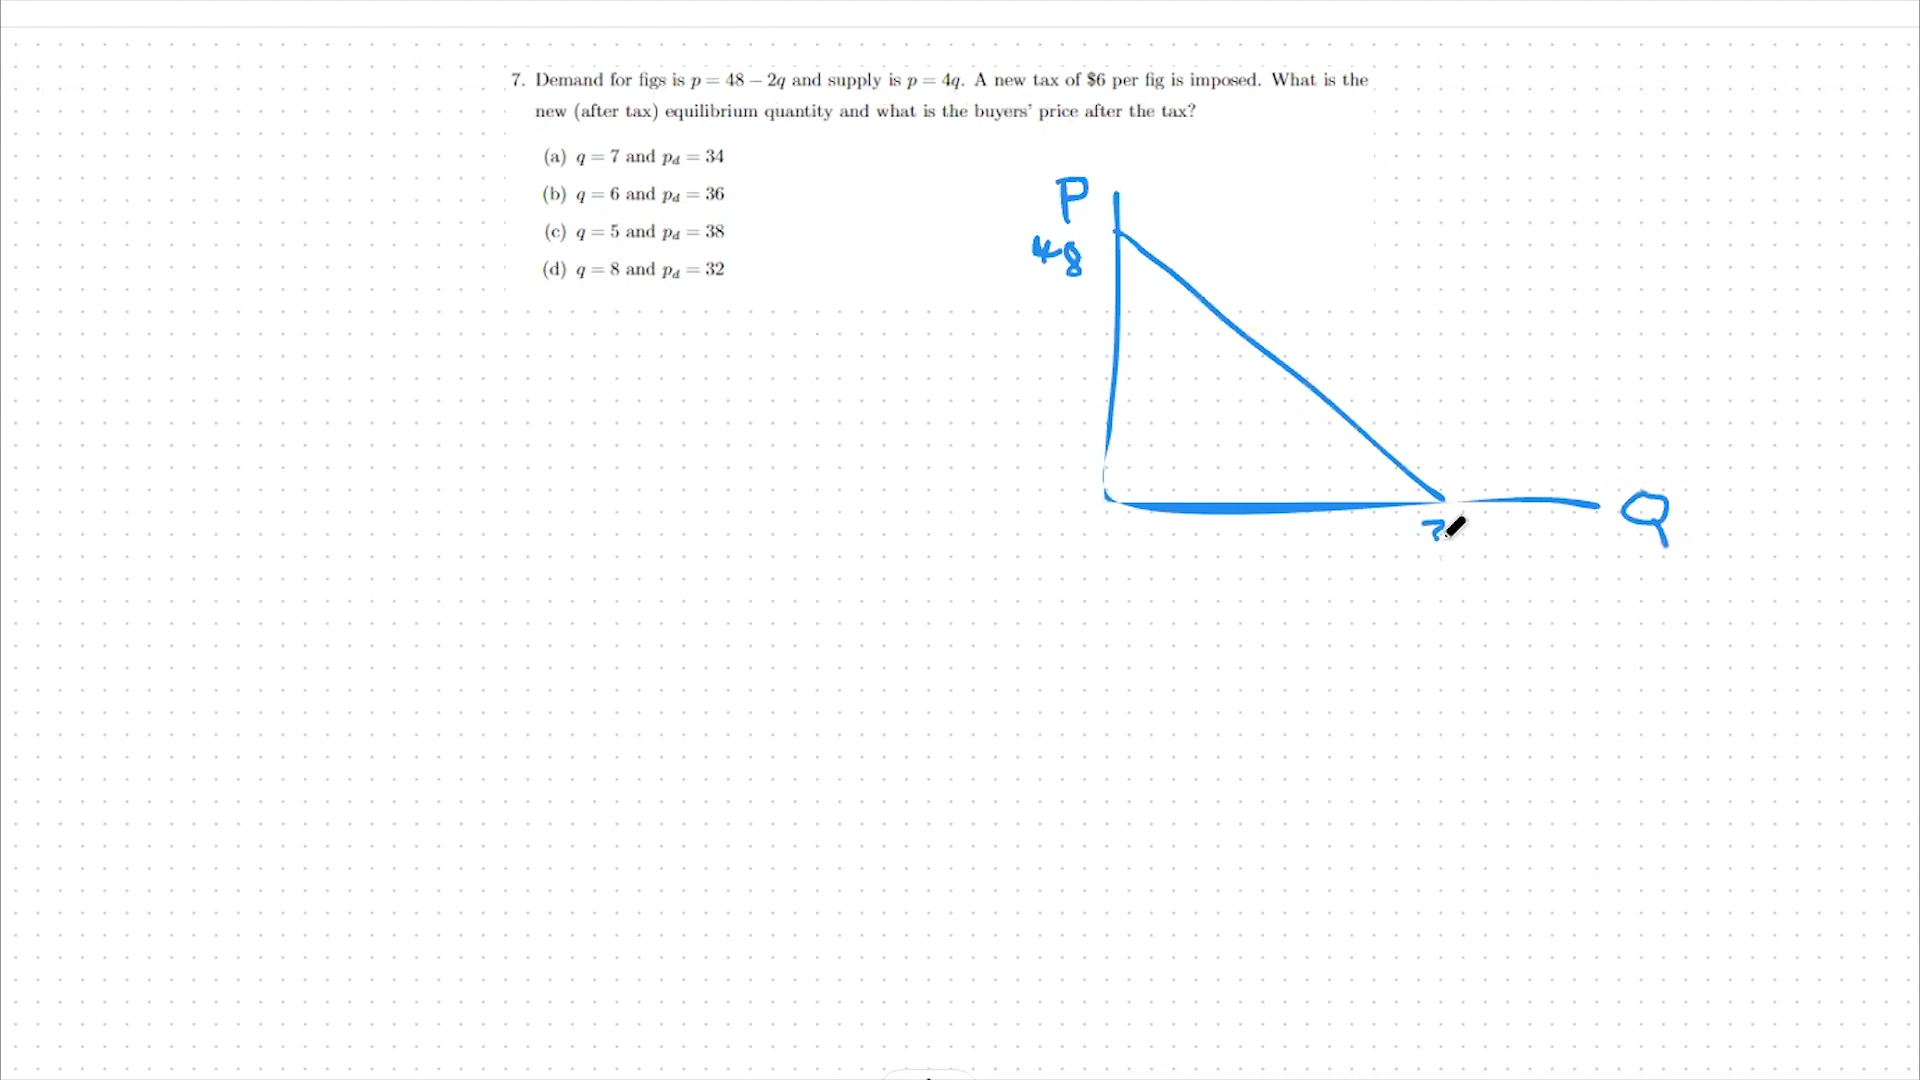 7. Demand for figs is p = 48 − 2q and supply is p = 4q. A new tax of $6 per fig is imposed. What is the
new (after tax) equilibrium quantity and what is the buyers' price after the tax?
(a) q = 7 and p_d = 34
(b) q = 6 and p_d = 36
(c) q = 5 and p_d = 38
(d) q = 8 and p_d = 32
P
48
Q